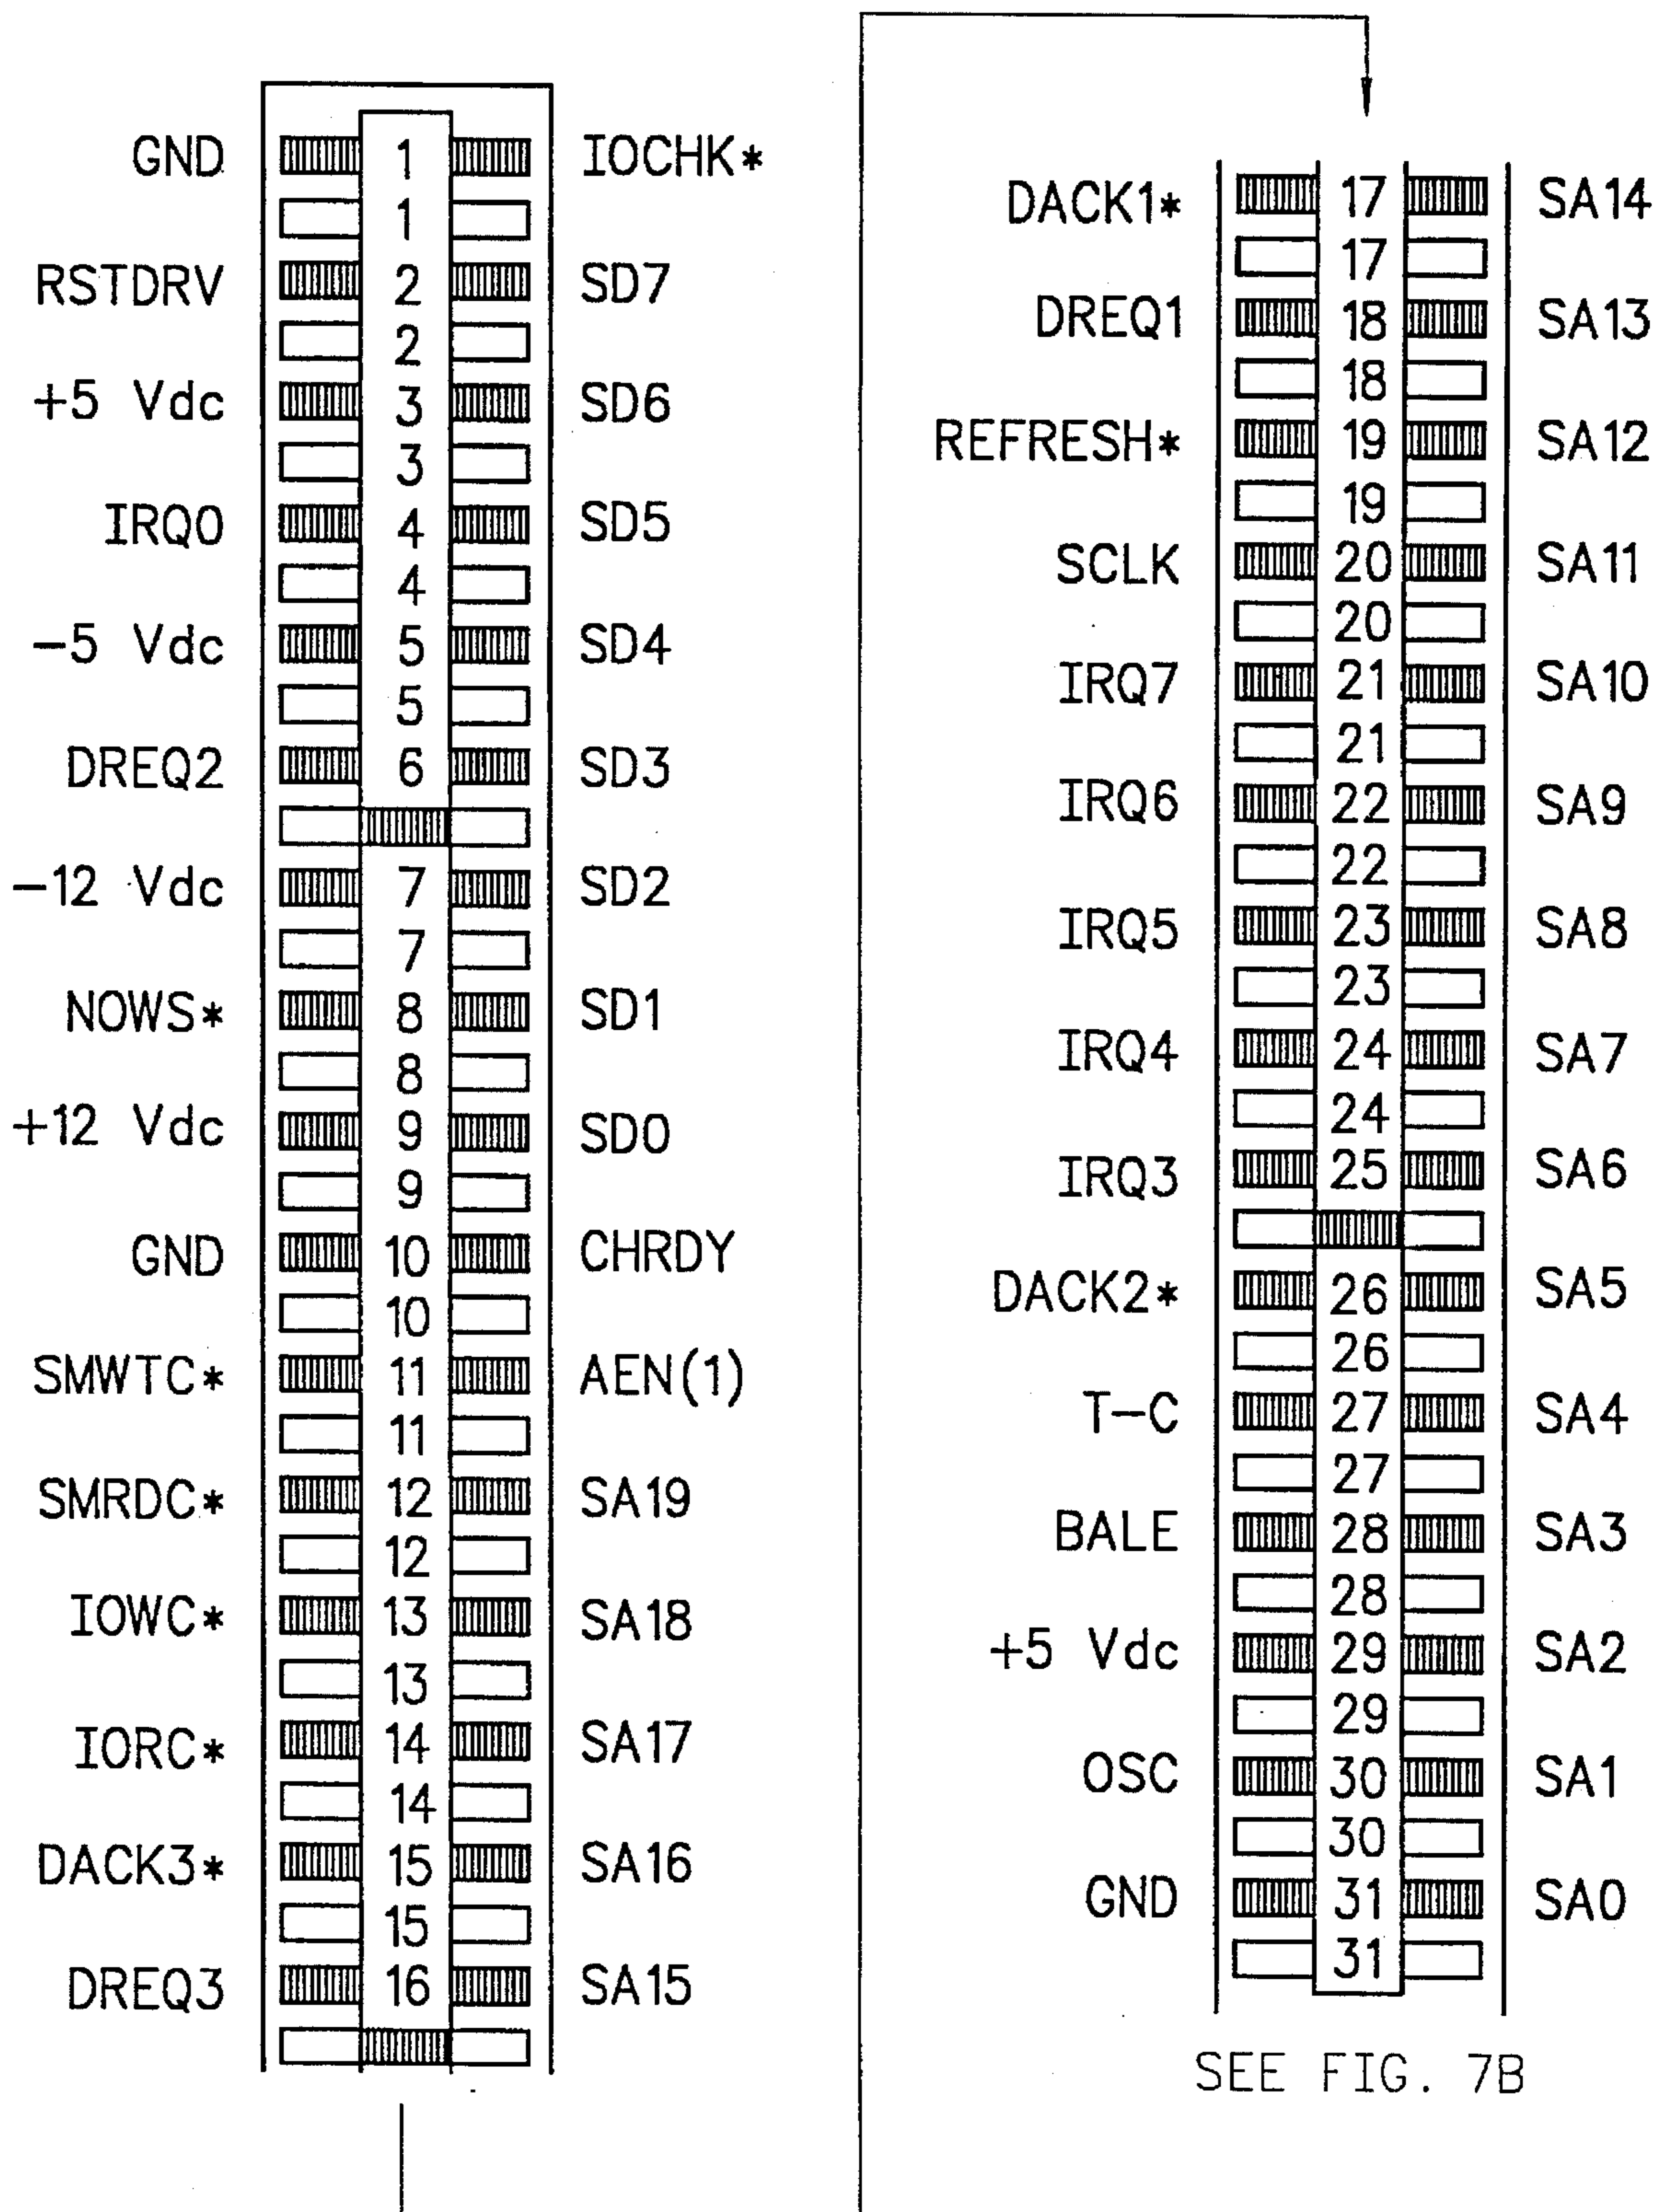 GND 1 IOCHK*
1
RSTDRV 2 SD7
2
+5 Vdc 3 SD6
3
IRQ0 4 SD5
4
-5 Vdc 5 SD4
5
DREQ2 6 SD3
-12 Vdc 7 SD2
7
NOWS* 8 SD1
8
+12 Vdc 9 SD0
9
GND 10 CHRDY
10
SMWTC* 11 AEN(1)
11
SMRDC* 12 SA19
12
IOWC* 13 SA18
13
IORC* 14 SA17
14
DACK3* 15 SA16
15
DREQ3 16 SA15
DACK1* 17 SA14
17
DREQ1 18 SA13
18
REFRESH* 19 SA12
19
SCLK 20 SA11
20
IRQ7 21 SA10
21
IRQ6 22 SA9
22
IRQ5 23 SA8
23
IRQ4 24 SA7
24
IRQ3 25 SA6
DACK2* 26 SA5
26
T-C 27 SA4
27
BALE 28 SA3
28
+5 Vdc 29 SA2
29
OSC 30 SA1
30
GND 31 SA0
31
SEE FIG. 7B